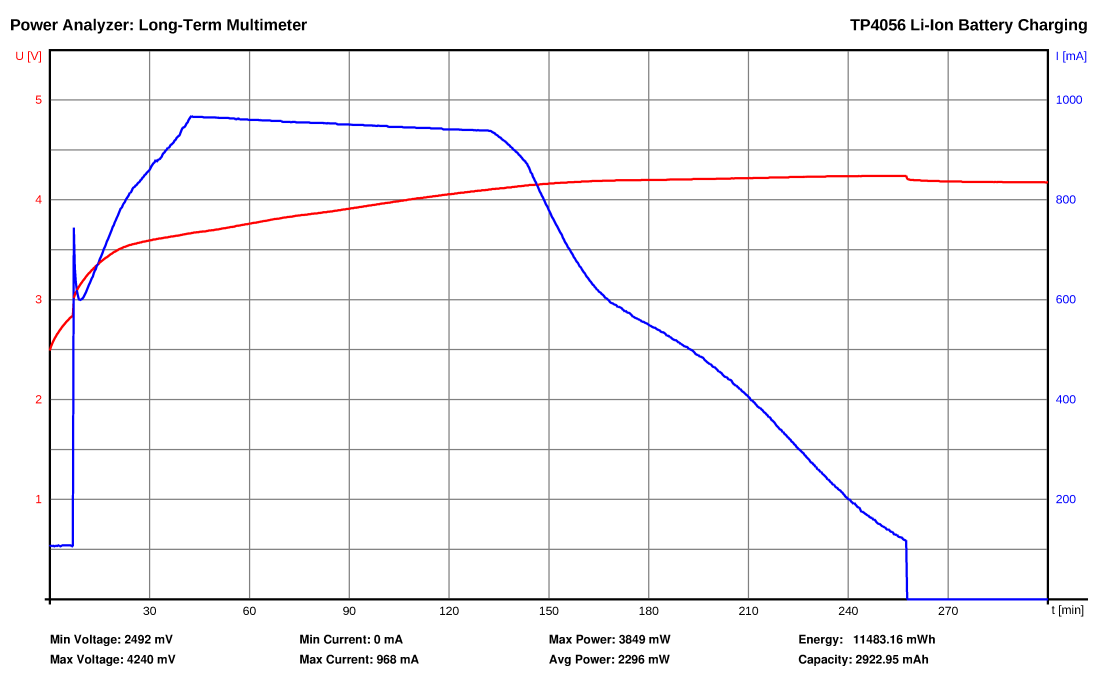 Power Analyzer: Long-Term Multimeter TP4056 Li-Ion Battery Charging
U [V] I [mA]
5 1000
4 800
3 600
2 400
1 200
30 60 90 120 150 180 210 240 270 t [min]
Min Voltage: 2492 mV Min Current: 0 mA Max Power: 3849 mW Energy: 11483.16 mWh
Max Voltage: 4240 mV Max Current: 968 mA Avg Power: 2296 mW Capacity: 2922.95 mAh